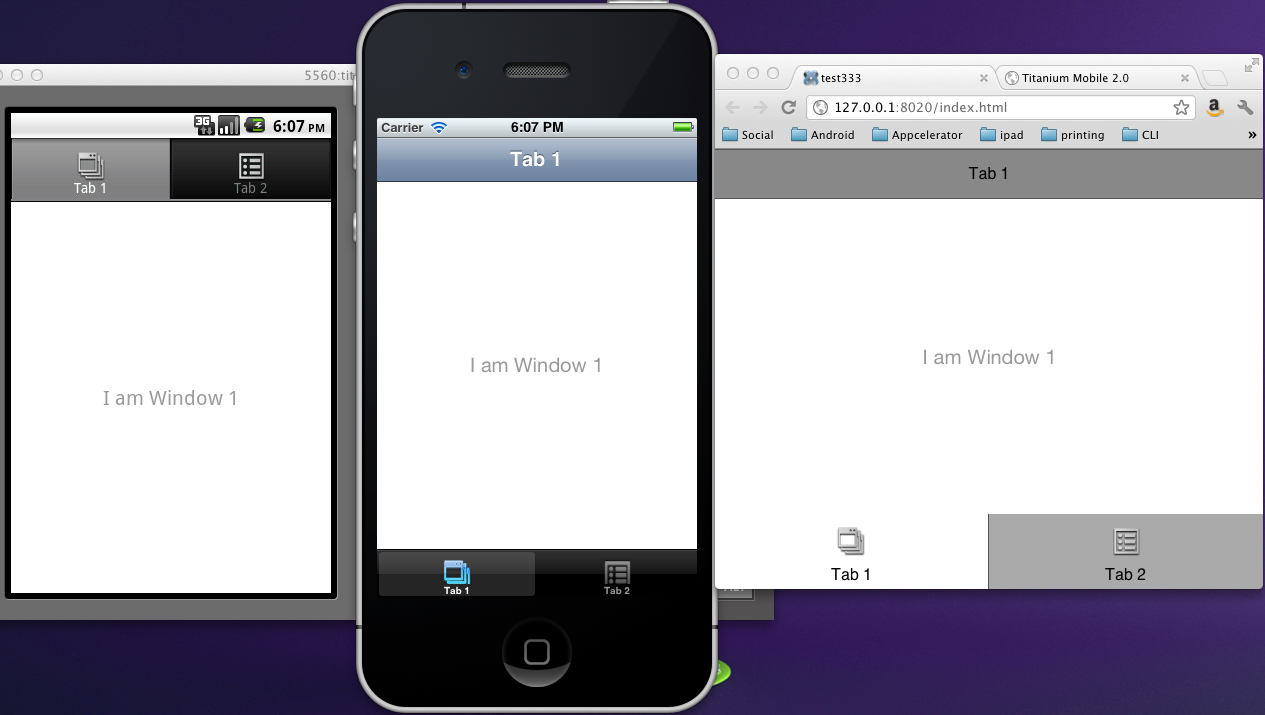 5560:tit
3G
6:07 PM
Tab 1
Tab 2
I am Window 1
Carrier
6:07 PM
Tab 1
I am Window 1
Tab 1
Tab 2
test333
Titanium Mobile 2.0
127.0.0.1:8020/index.html
a
Social
Android
Appcelerator
ipad
printing
CLI
»
Tab 1
I am Window 1
Tab 1
Tab 2